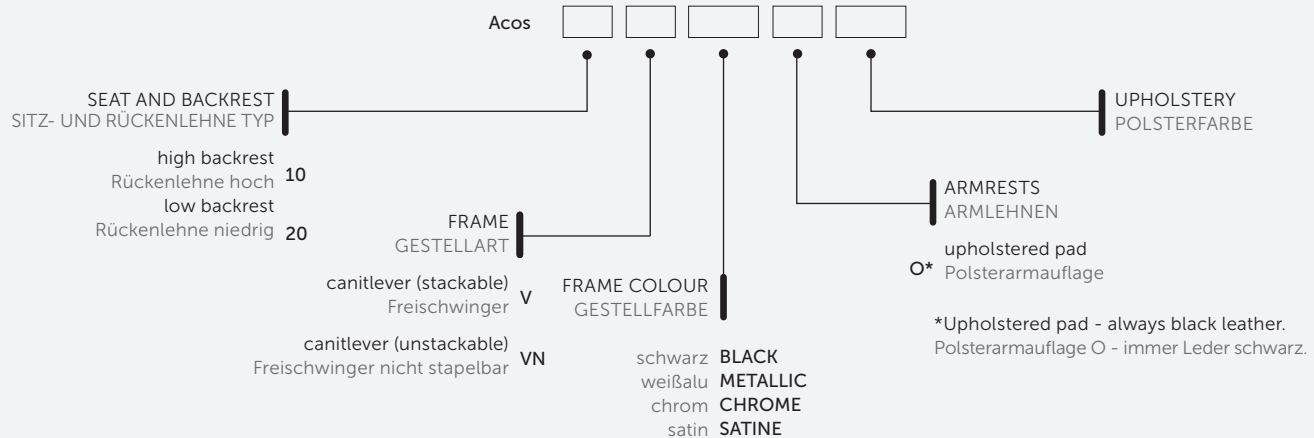 Acos
SEAT AND BACKREST
SITZ- UND RÜCKENLEHNE TYP
high backrest
Rückenlehne hoch 10
low backrest
Rückenlehne niedrig 20
FRAME
GESTELLART
canitlever (stackable)
Freischwinger V
canitlever (unstackable)
Freischwinger nicht stapelbar VN
FRAME COLOUR
GESTELLFARBE
schwarz BLACK
weißalu METALLIC
chrom CHROME
satin SATINE
ARMRESTS
ARMLEHNEN
upholstered pad
O* Polsterarmauflage
*Upholstered pad - always black leather.
Polsterarmauflage O - immer Leder schwarz.
UPHOLSTERY
POLSTERFARBE